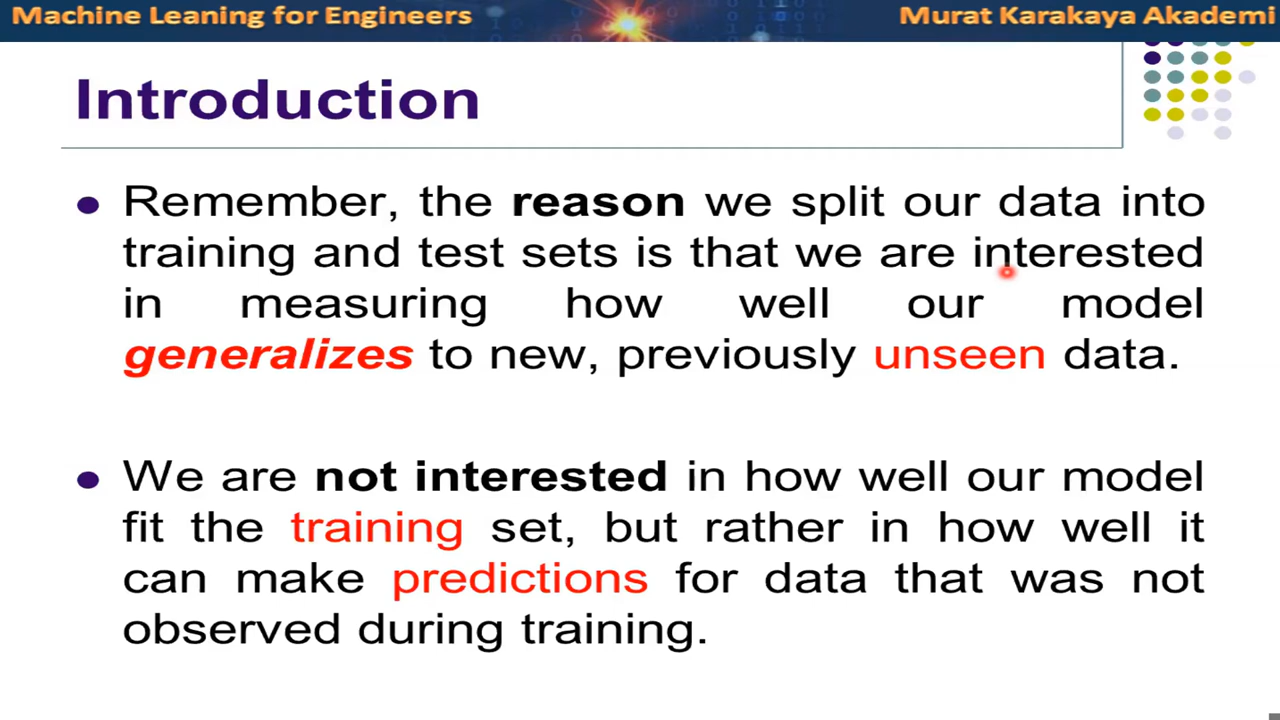 Machine Leaning for Engineers
Murat Karakaya Akademi
Introduction
Remember, the reason we split our data into
training and test sets is that we are interested
in measuring how well our model
generalizes to new, previously unseen data.
We are not interested in how well our model
fit the training set, but rather in how well it
can make predictions for data that was not
observed during training.